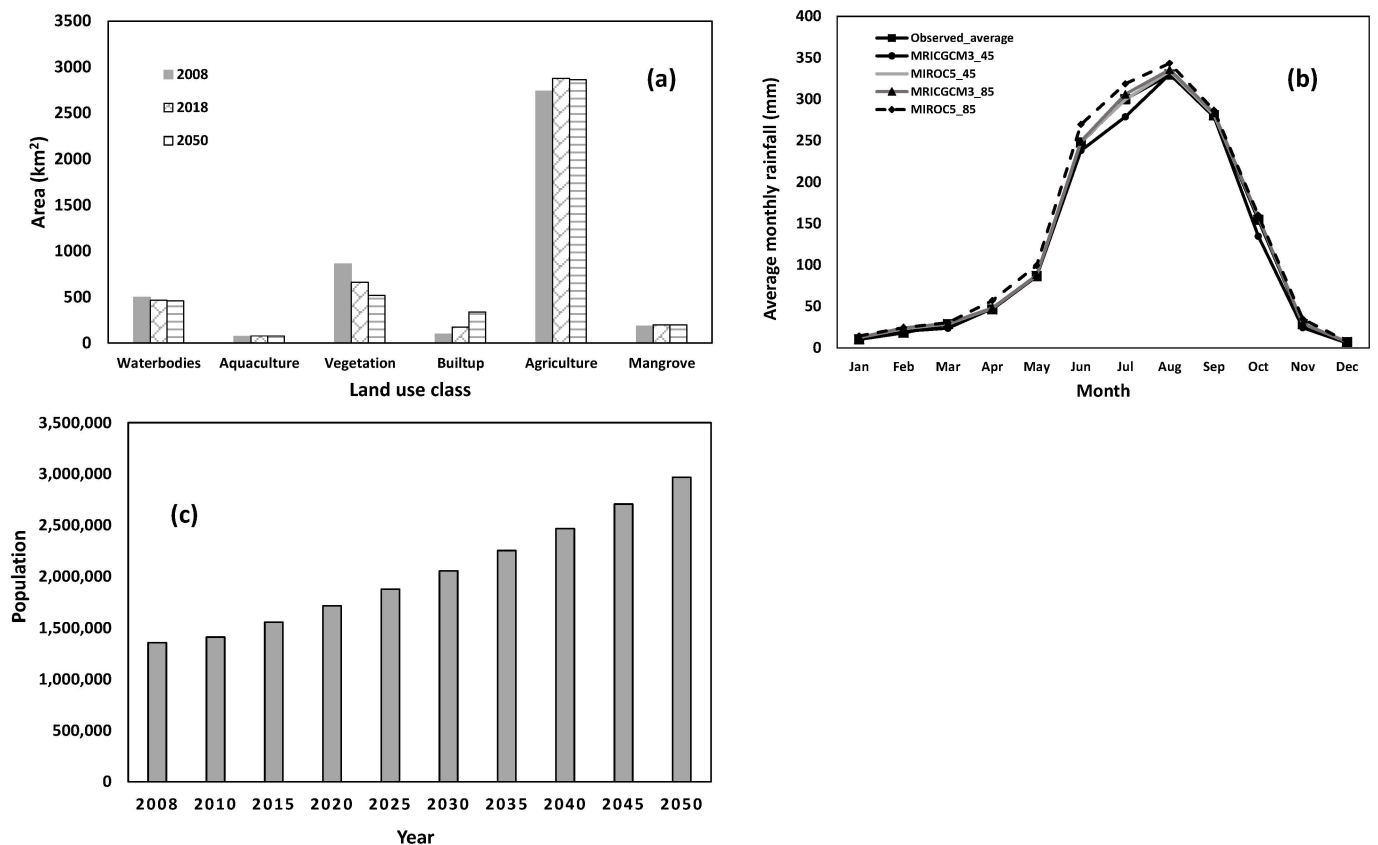 3500
3000
2500
2000
1500
1000
500
0
Area (km²)
2008
2018
2050
(a)
Waterbodies Aquaculture Vegetation Builtup Agriculture Mangrove
Land use class
400
350
300
250
200
150
100
50
0
Average monthly rainfall (mm)
Observed_average
MRICGCM3_45
MIROC5_45
MRICGCM3_85
MIROC5_85
(b)
Jan Feb Mar Apr May Jun Jul Aug Sep Oct Nov Dec
Month
3,500,000
3,000,000
2,500,000
2,000,000
1,500,000
1,000,000
500,000
0
Population
(c)
2008 2010 2015 2020 2025 2030 2035 2040 2045 2050
Year